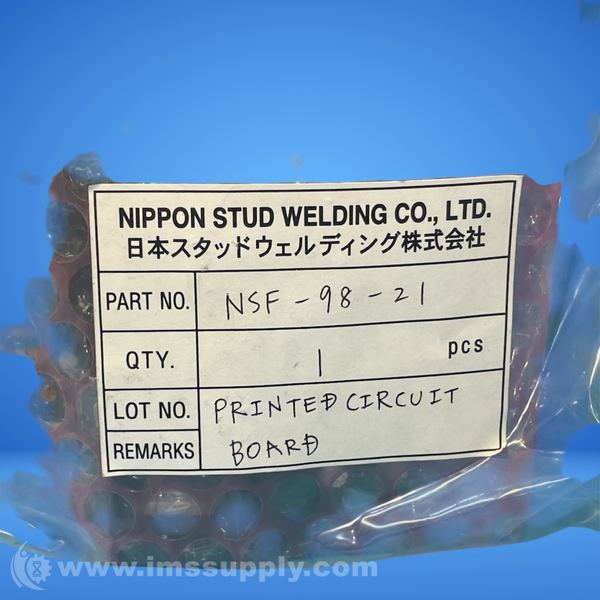 NIPPON STUD WELDING CO., LTD.
日本スタッドウェルディング株式会社
PART NO. NSF-98-21
QTY. 1 pcs
LOT NO. PRINTED CIRCUIT
REMARKS BOARD
www.imssupply.com